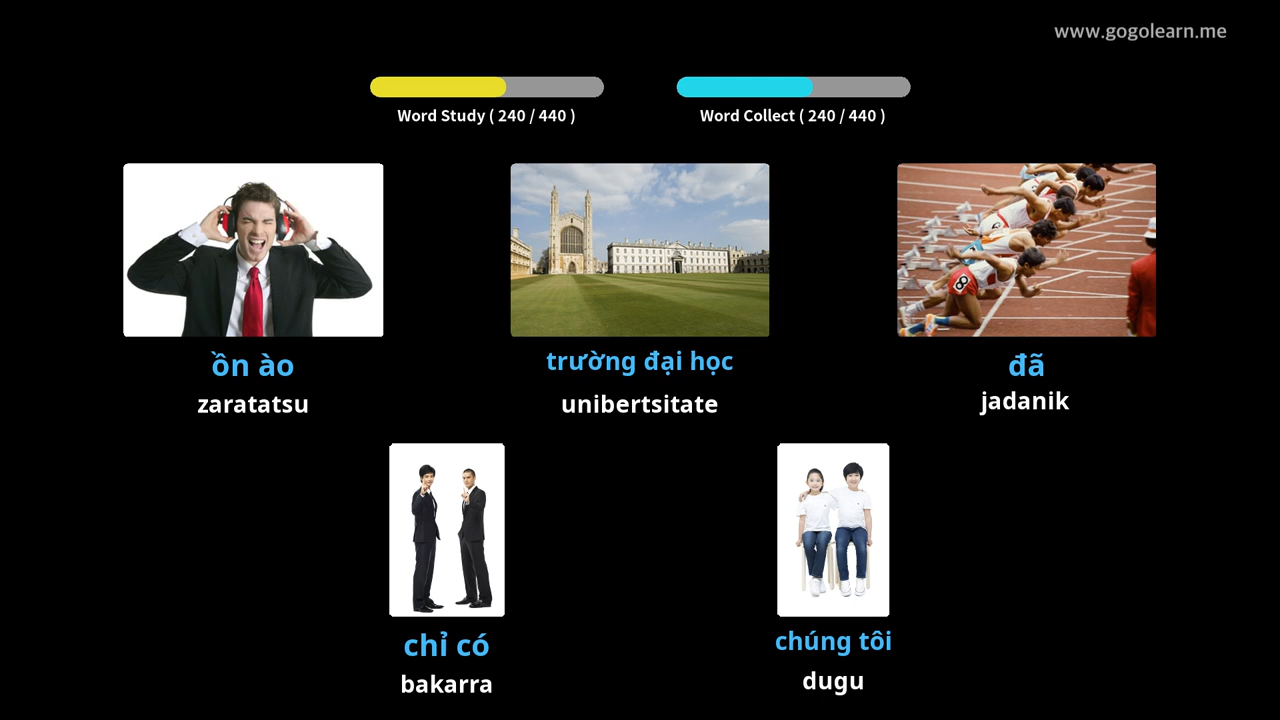 www.gogolearn.me
Word Study ( 240 / 440 )
Word Collect ( 240 / 440 )
ồn ào
zaratatsu
trường đại học
unibertsitate
đã
jadanik
chỉ có
bakarra
chúng tôi
dugu
8